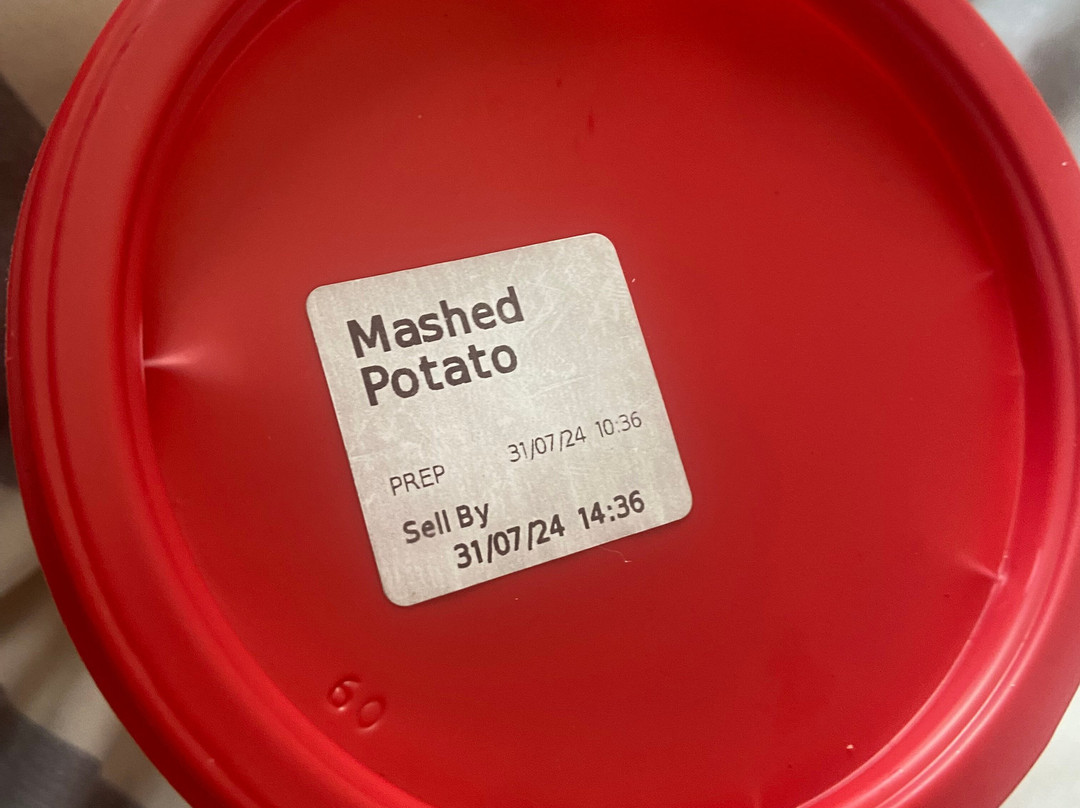 Mashed
Potato
PREP 31/07/24 10:36
Sell By
31/07/24 14:36
60